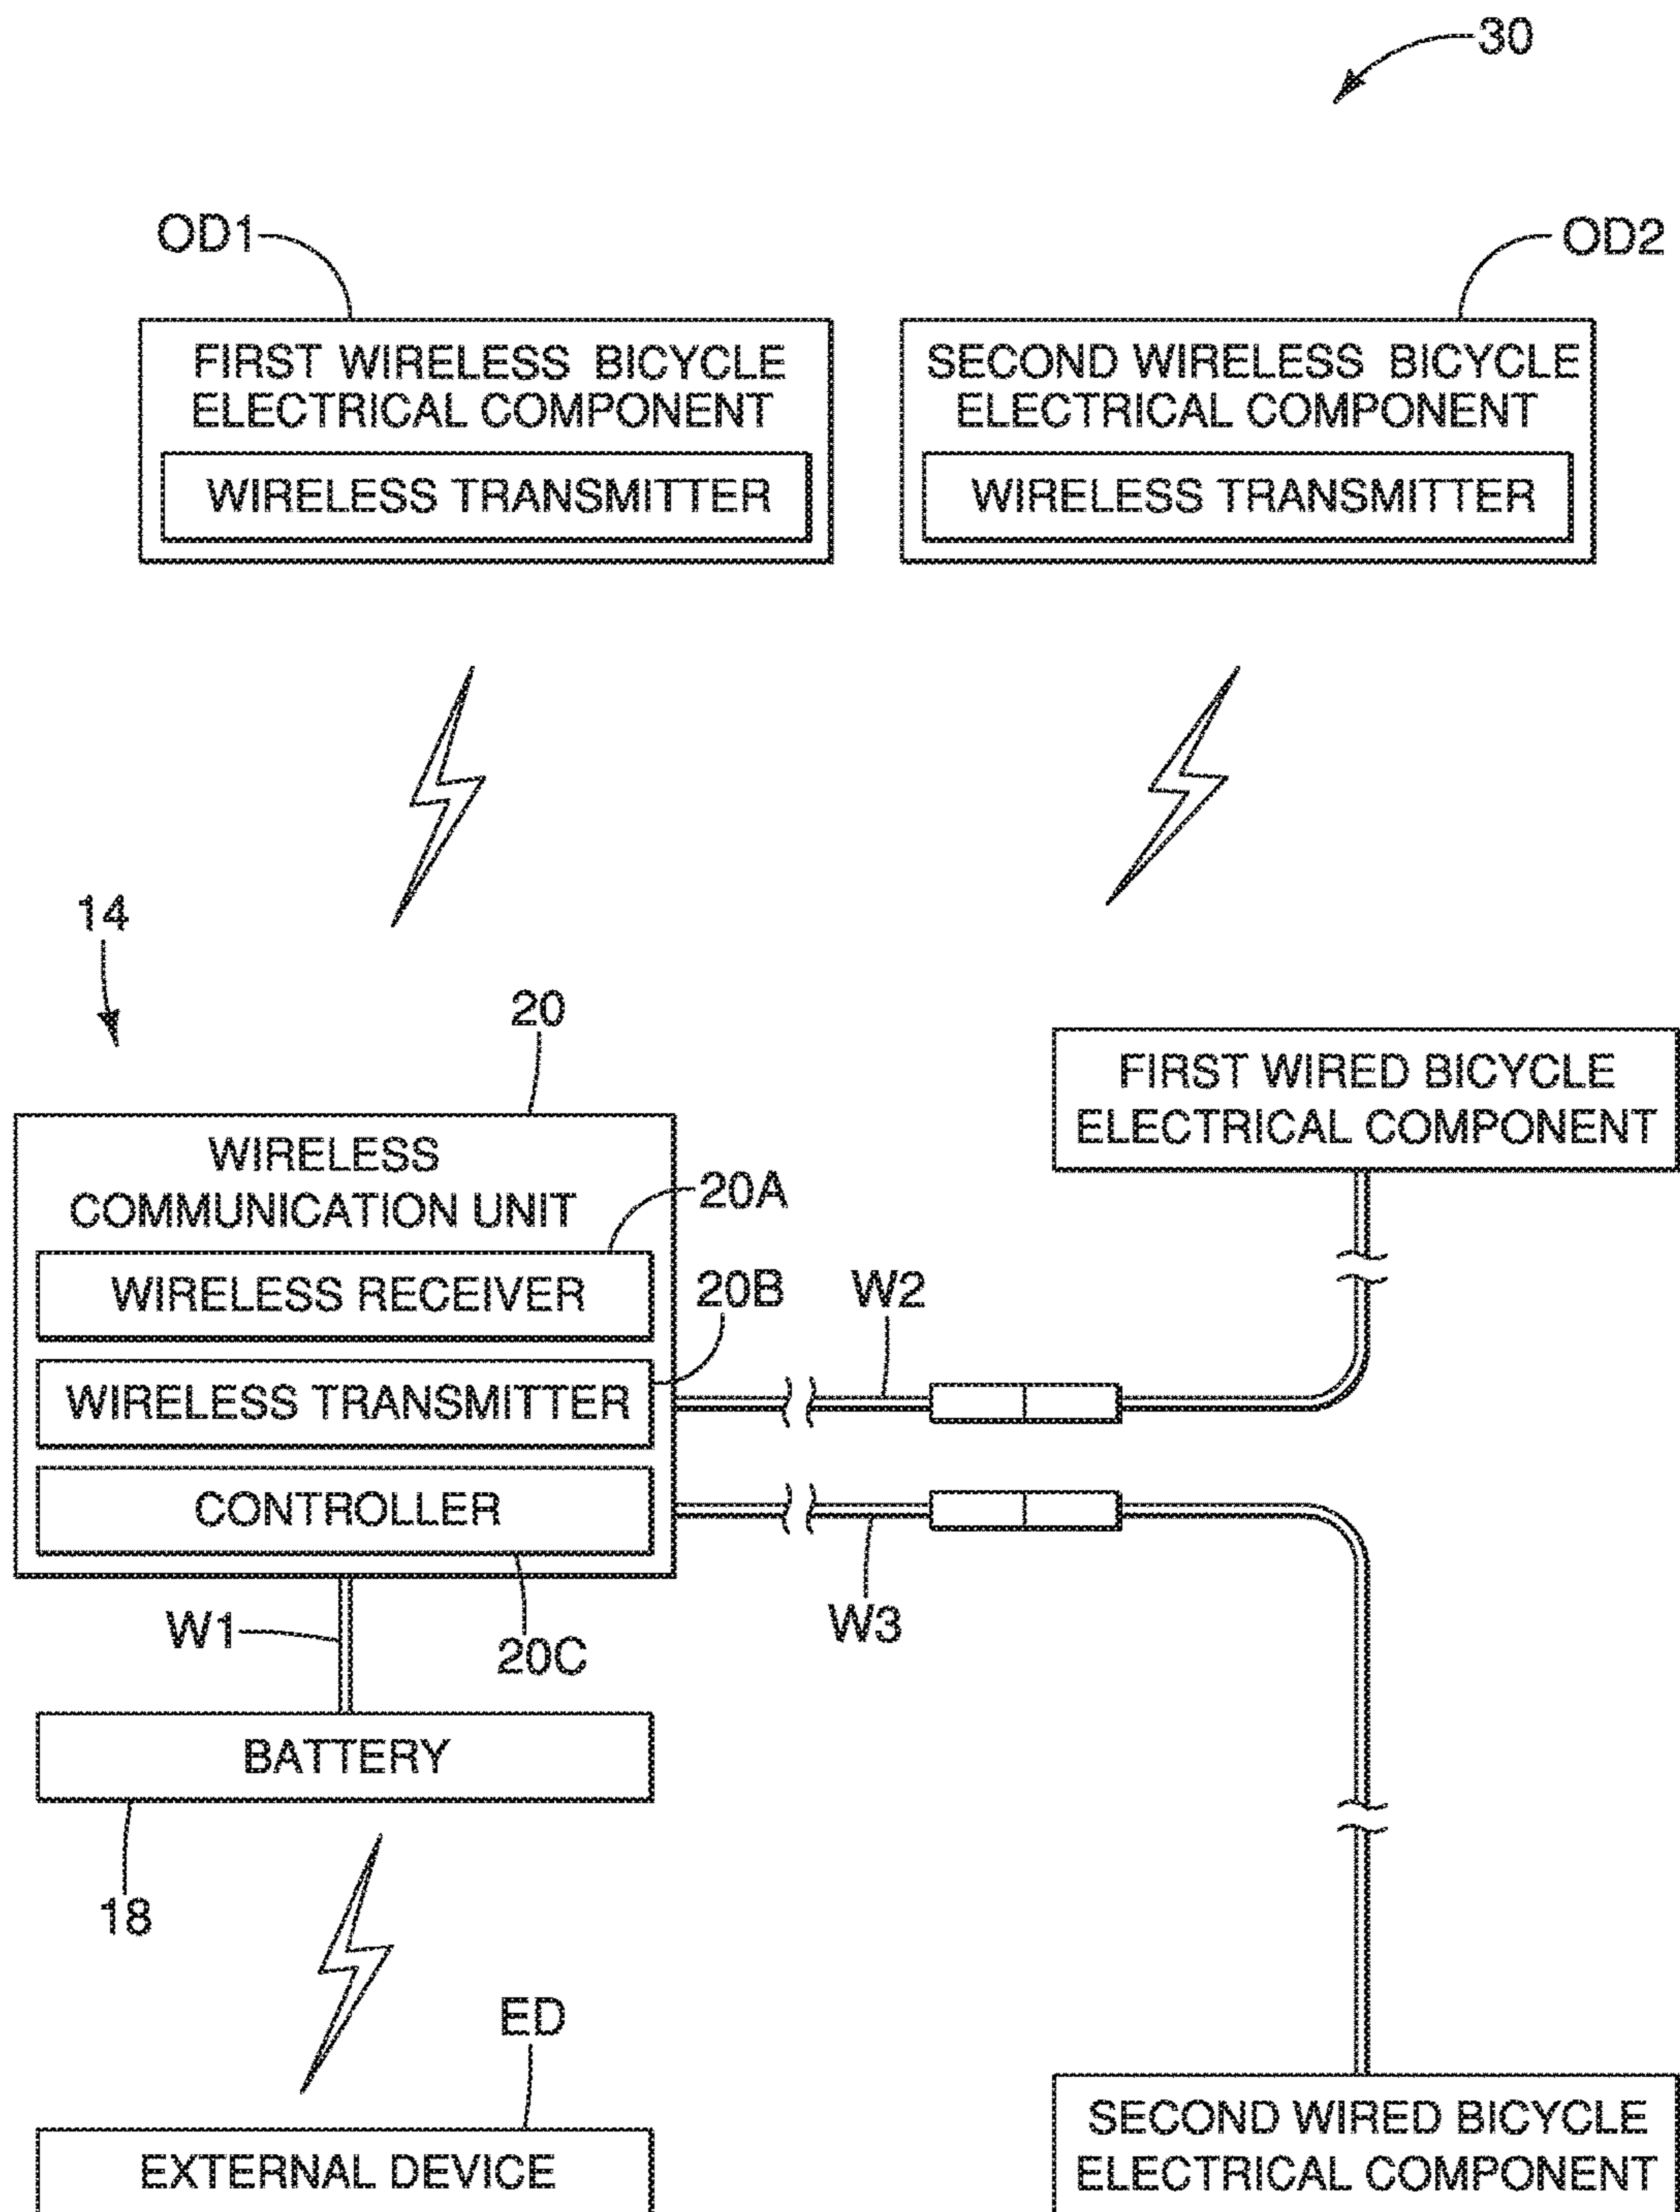 30
OD1
OD2
FIRST WIRELESS BICYCLE
ELECTRICAL COMPONENT
WIRELESS TRANSMITTER
SECOND WIRELESS BICYCLE
ELECTRICAL COMPONENT
WIRELESS TRANSMITTER
14
20
WIRELESS
COMMUNICATION UNIT
20A
WIRELESS RECEIVER
20B
WIRELESS TRANSMITTER
CONTROLLER
20C
W2
W3
FIRST WIRED BICYCLE
ELECTRICAL COMPONENT
W1
BATTERY
18
ED
EXTERNAL DEVICE
SECOND WIRED BICYCLE
ELECTRICAL COMPONENT